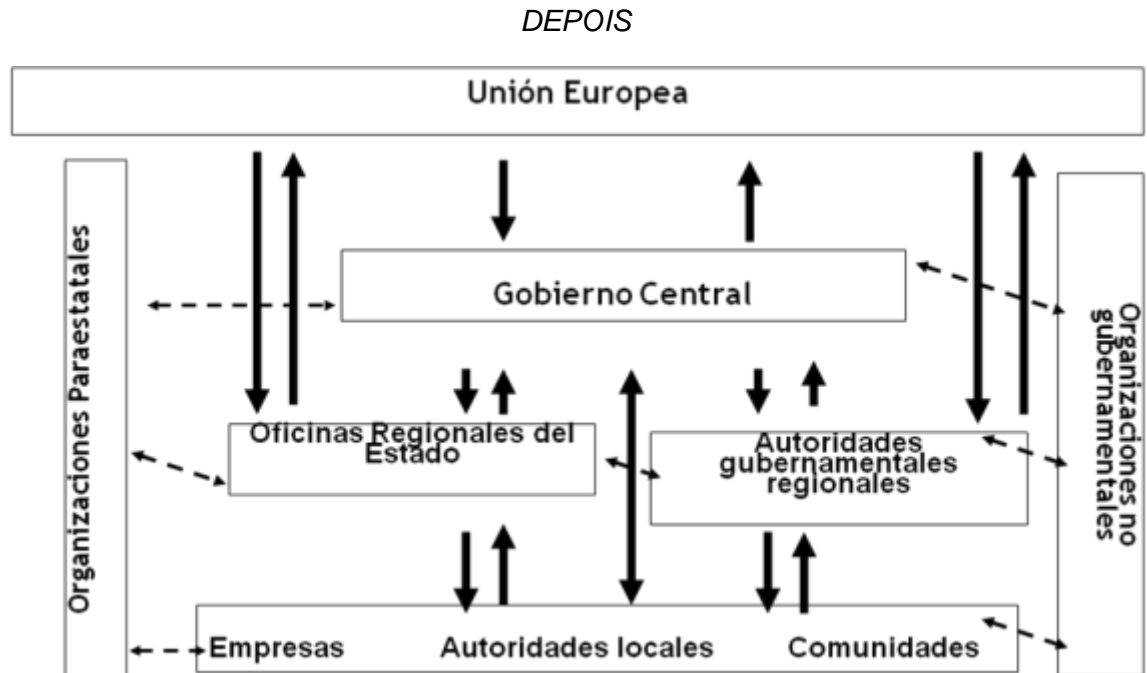 DEPOIS
Unión Europea
Organizaciones Paraestatales
Gobierno Central
Organizaciones no
gubernamentales
Oficinas Regionales del
Estado
Autoridades
gubernamentales
regionales
Empresas
Autoridades locales
Comunidades